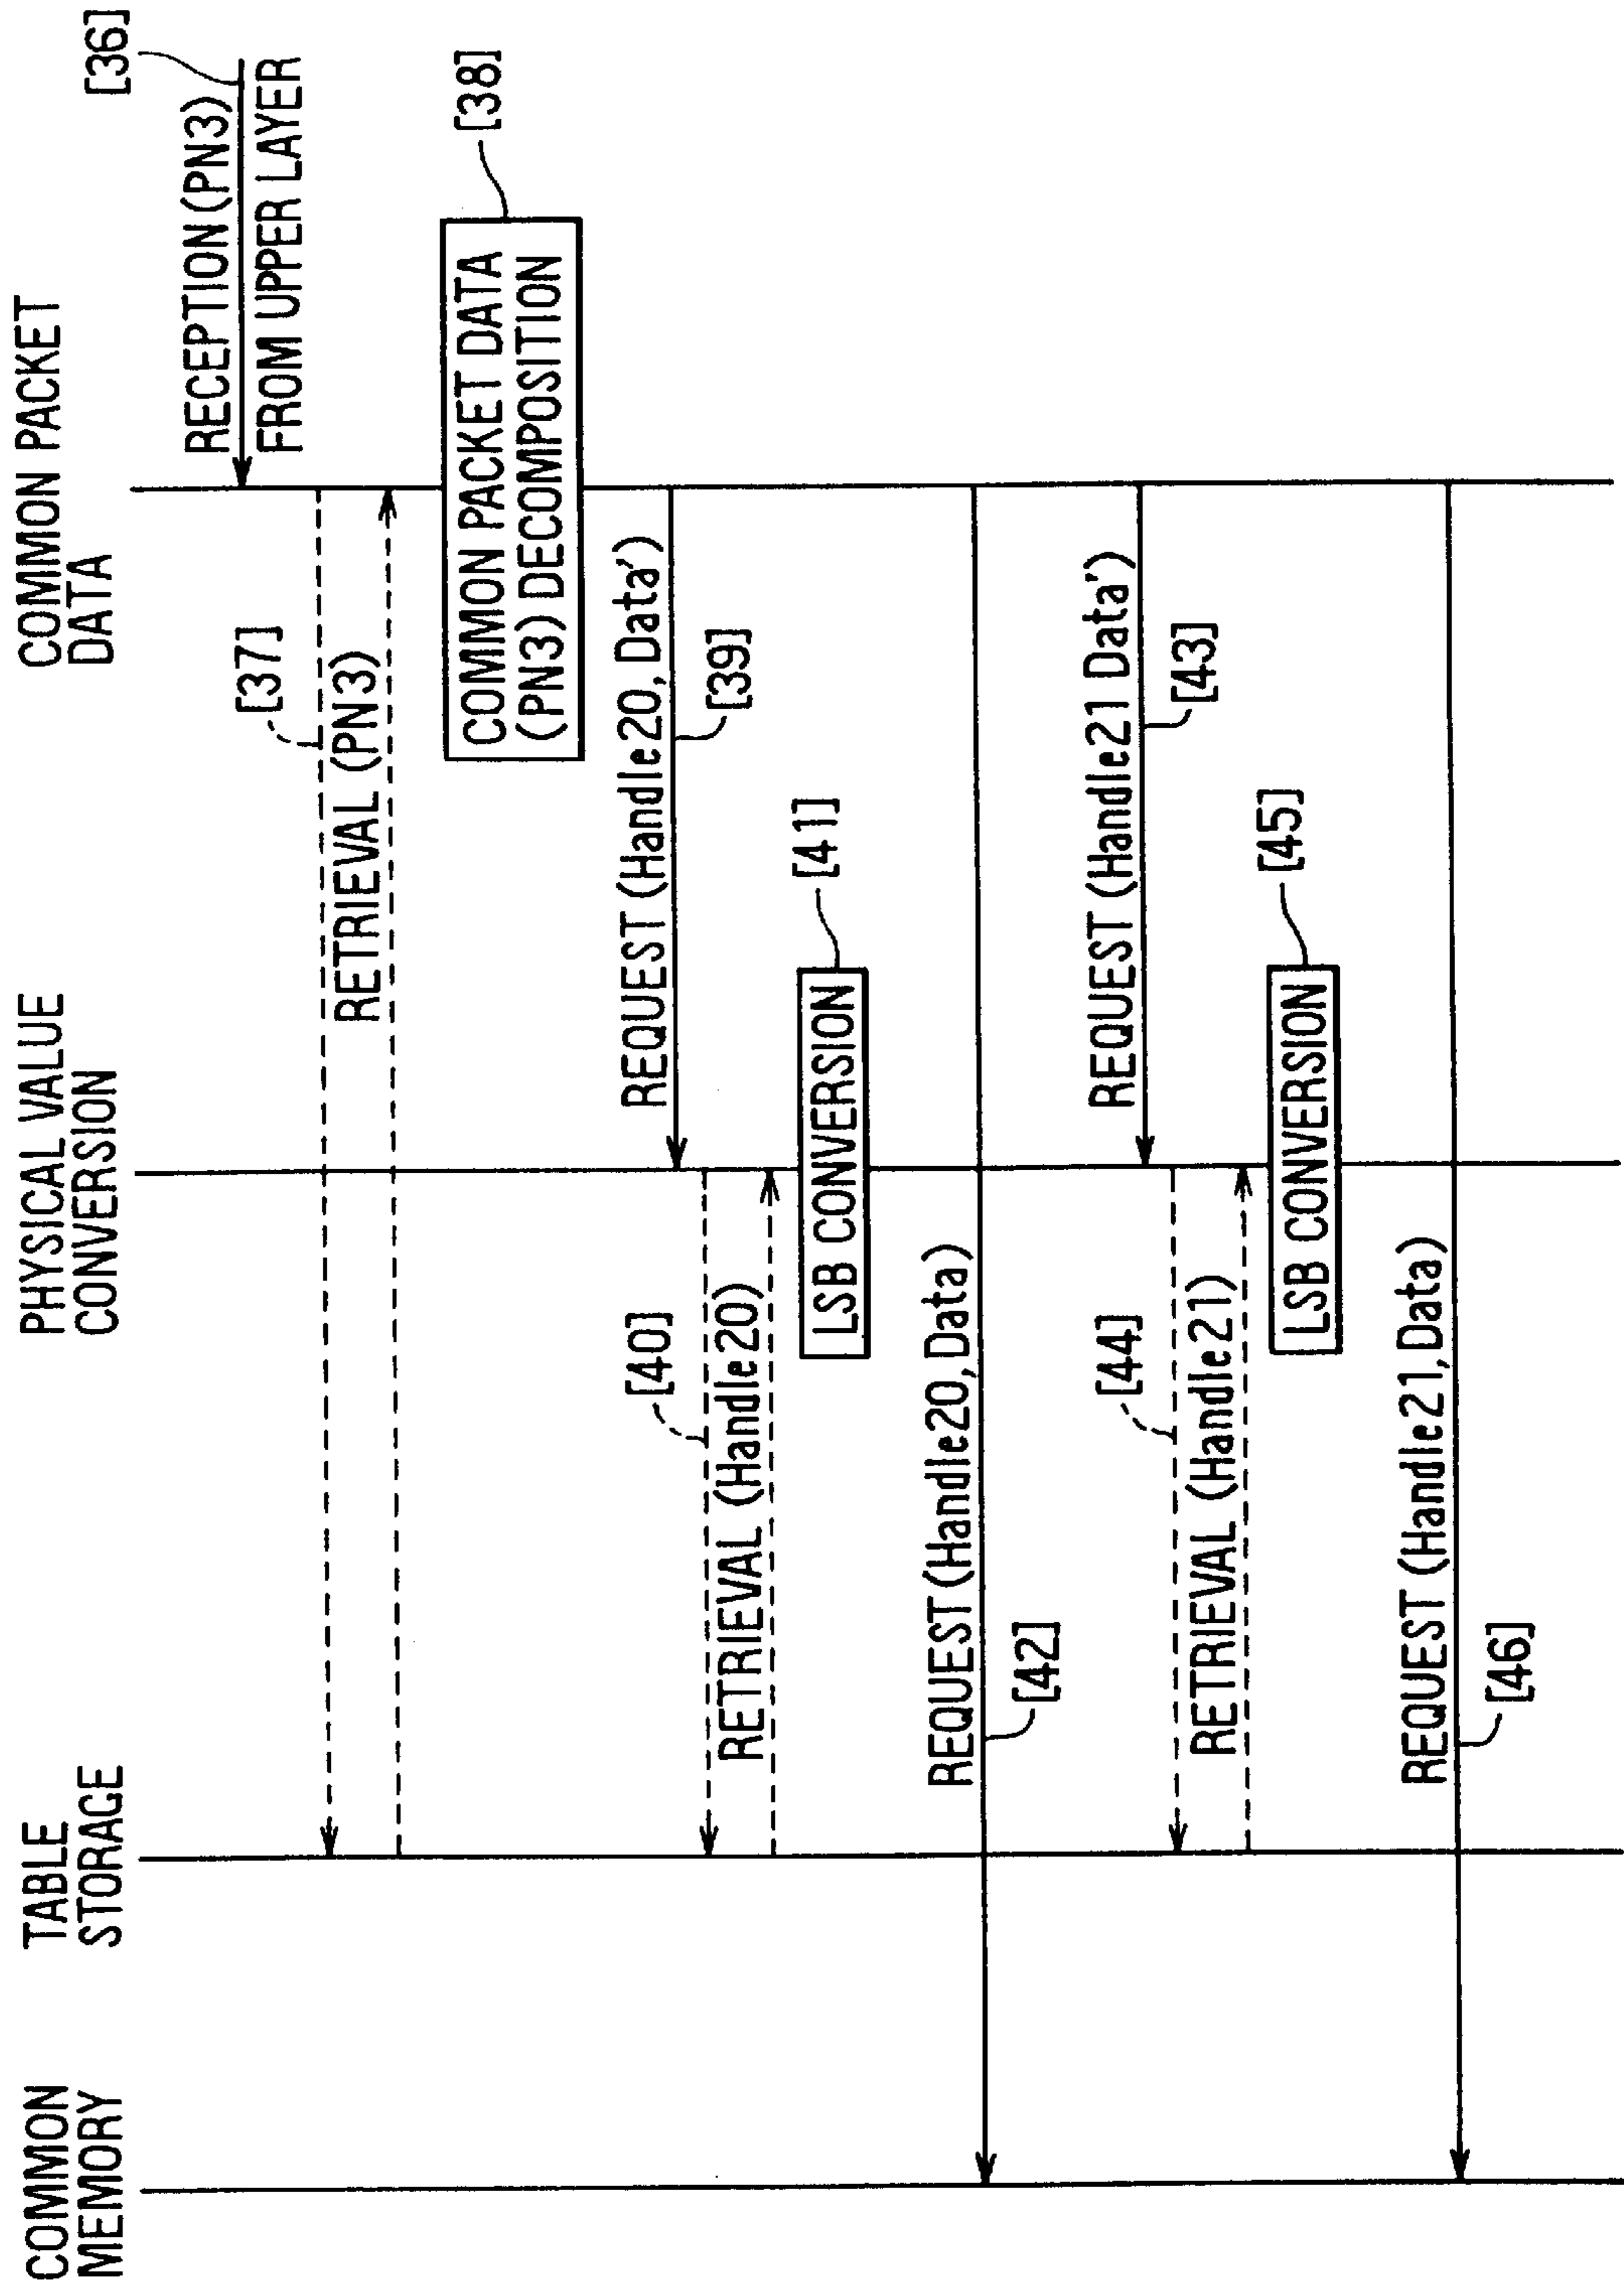 COMMON
MEMORY
TABLE
STORAGE
PHYSICAL VALUE
CONVERSION
COMMON PACKET
DATA
[36]
RECEPTION (PN3)
FROM UPPER LAYER
[37]
RETRIEVAL (PN3)
[38]
COMMON PACKET DATA
(PN3) DECOMPOSITION
REQUEST (Handle20, Data')
[39]
[40]
RETRIEVAL (Handle20)
[41]
LSB CONVERSION
REQUEST (Handle20, Data)
[42]
REQUEST (Handle21 Data')
[43]
[44]
RETRIEVAL (Handle21)
[45]
LSB CONVERSION
REQUEST (Handle21, Data)
[46]